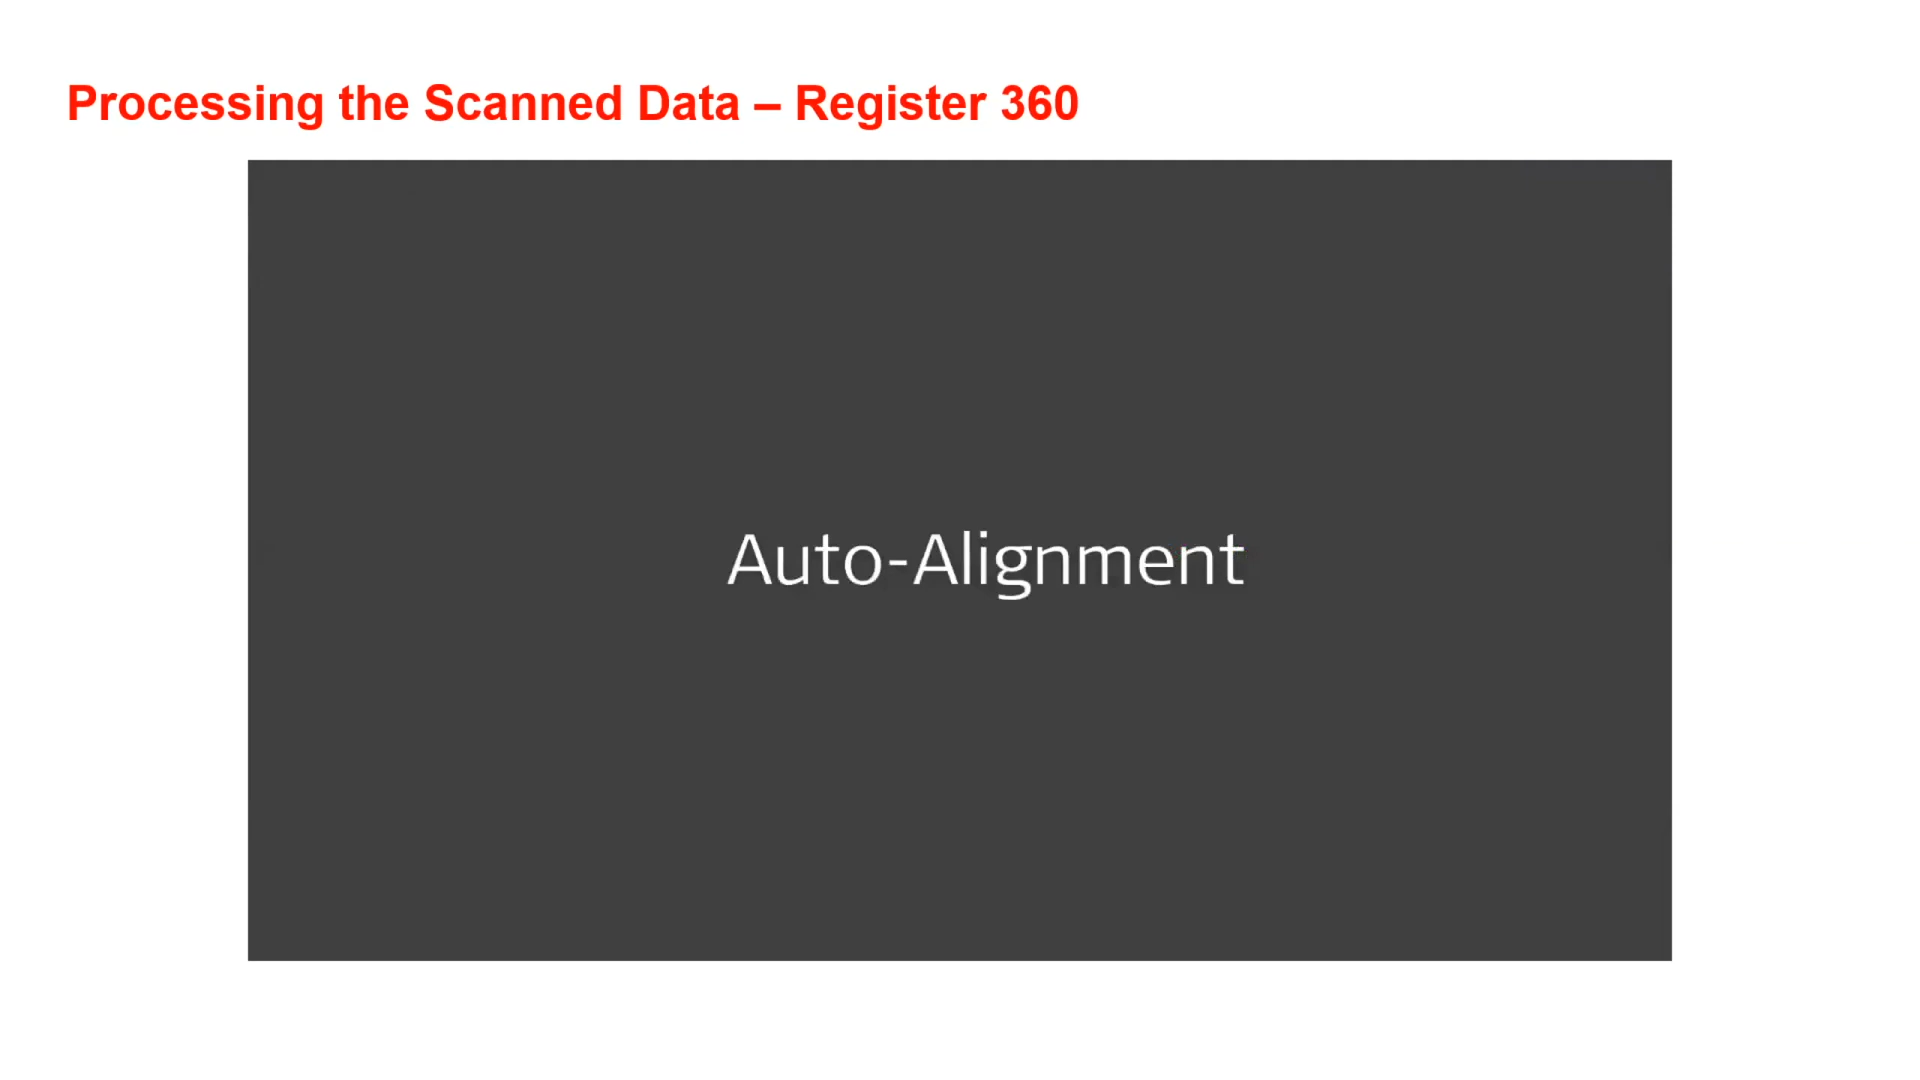 Processing the Scanned Data – Register 360
Auto-Alignment